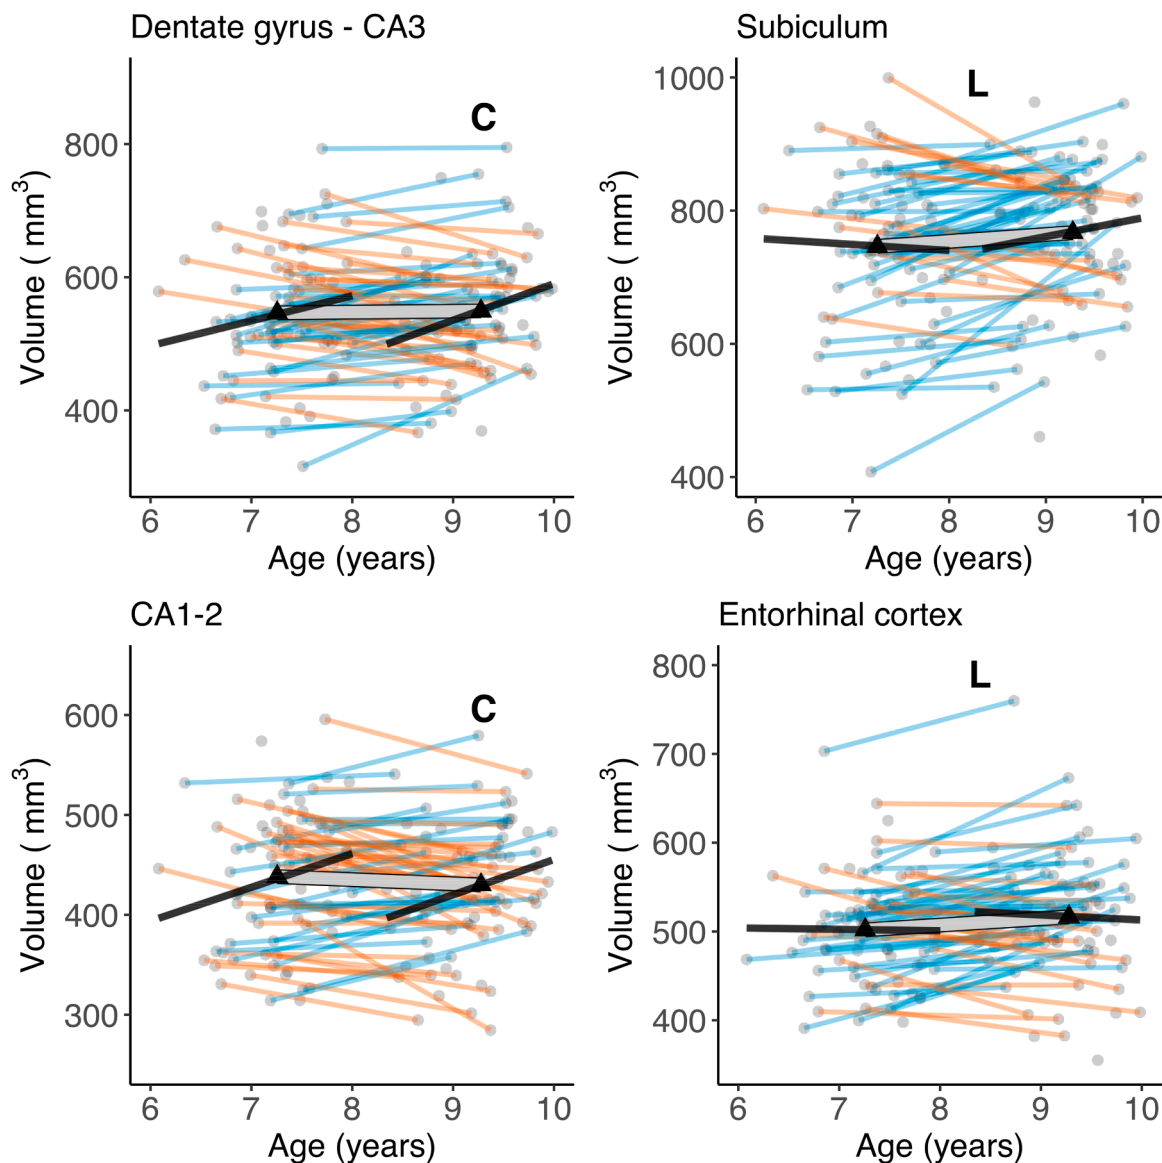 Dentate gyrus - CA3
C
Volume ( mm³)
800
600
400
6 7 8 9 10
Age (years)
Subiculum
L
Volume ( mm³)
1000
800
600
400
6 7 8 9 10
Age (years)
CA1-2
C
Volume ( mm³)
600
500
400
300
6 7 8 9 10
Age (years)
Entorhinal cortex
L
Volume ( mm³)
800
700
600
500
400
6 7 8 9 10
Age (years)